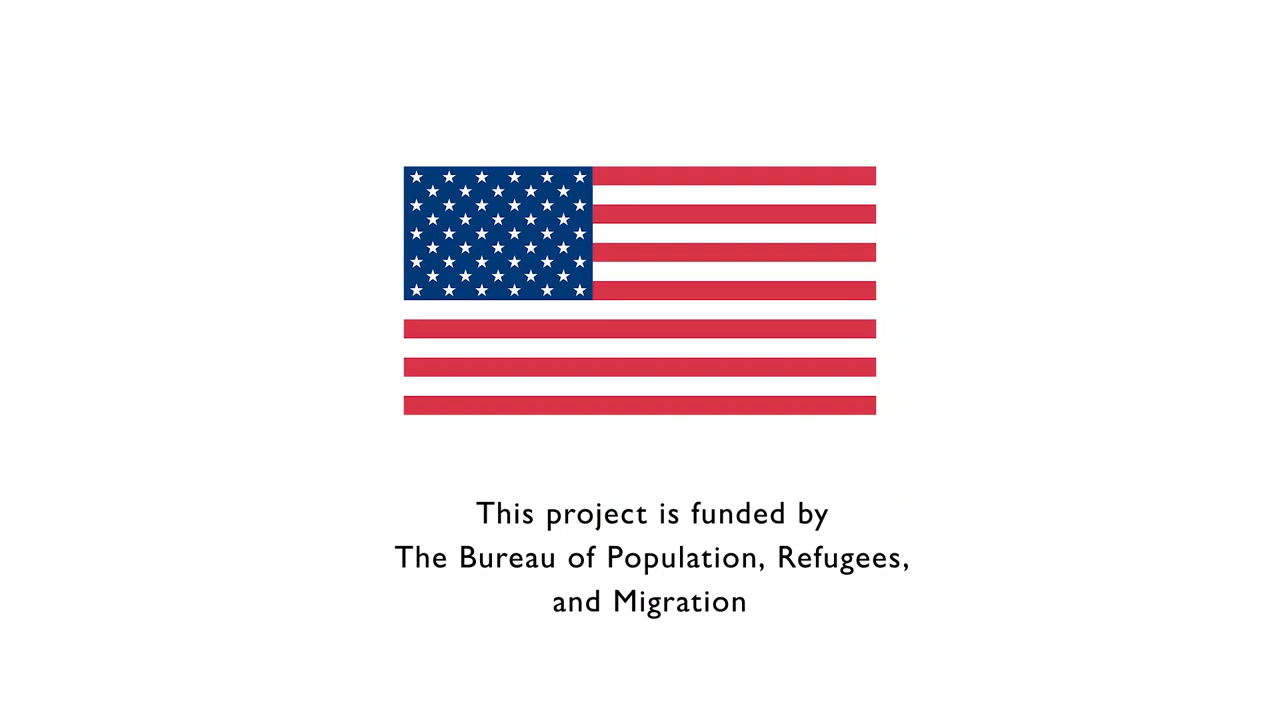 This project is funded by
The Bureau of Population, Refugees,
and Migration